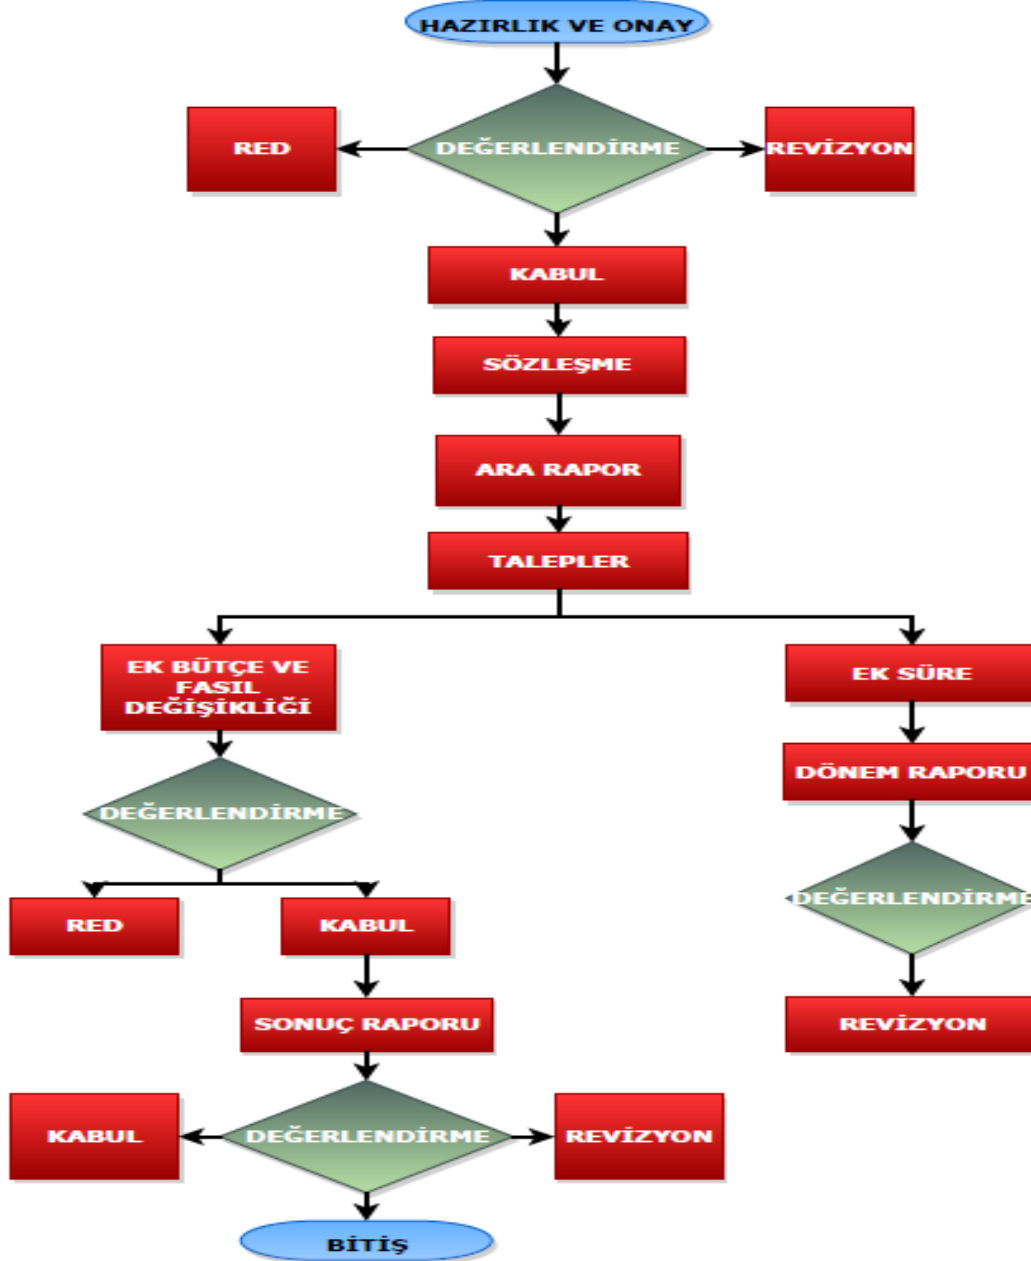 HAZIRLIK VE ONAY
RED
DEĞERLENDİRME
REVİZYON
KABUL
SÖZLEŞME
ARA RAPOR
TALEPLER
EK BÜTÇE VE
FASIL
DEĞİŞİKLİĞİ
EK SÜRE
DÖNEM RAPORU
DEĞERLENDİRME
DEĞERLENDİRME
RED
KABUL
SONUÇ RAPORU
REVİZYON
KABUL
DEĞERLENDİRME
REVİZYON
BİTİŞ